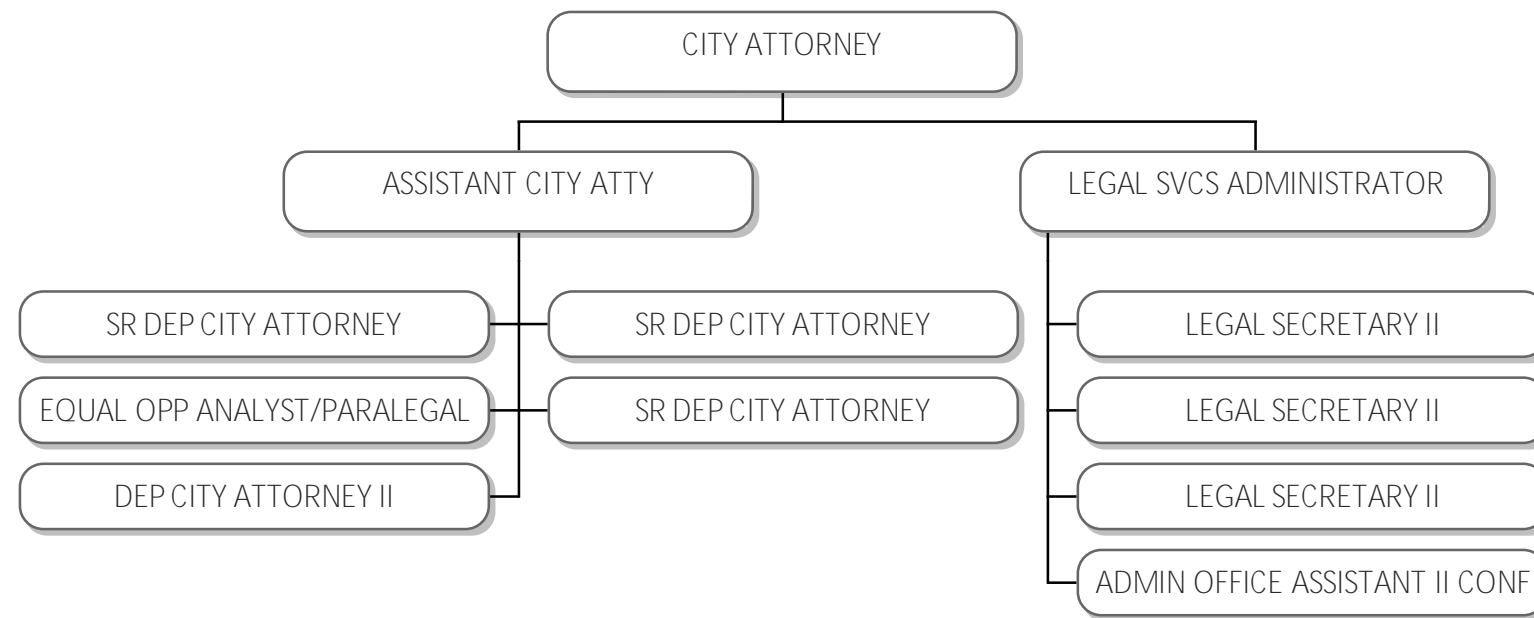 CITY ATTORNEY
ASSISTANT CITY ATTY
LEGAL SVCS ADMINISTRATOR
SR DEP CITY ATTORNEY
SR DEP CITY ATTORNEY
LEGAL SECRETARY II
EQUAL OPP ANALYST/PARALEGAL
SR DEP CITY ATTORNEY
LEGAL SECRETARY II
DEP CITY ATTORNEY II
LEGAL SECRETARY II
ADMIN OFFICE ASSISTANT II CONF